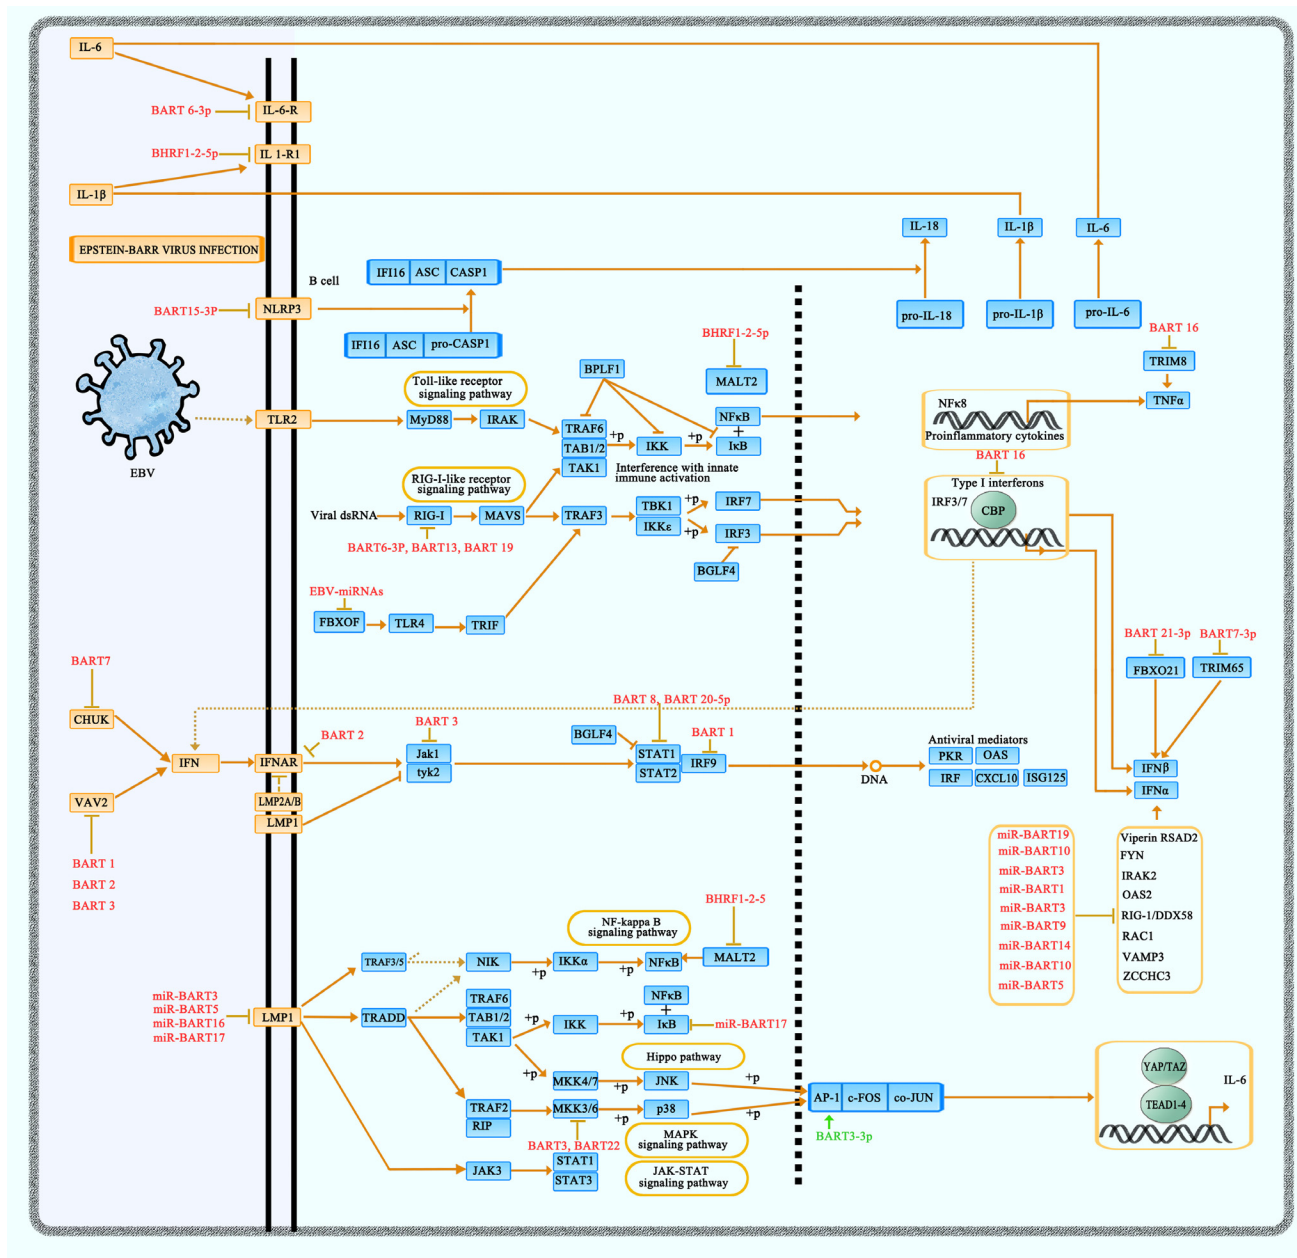 IL-6
BART 6-3p
IL-6-R
BHRF1-2-5p
IL 1-R1
IL-1β
EPSTEIN-BARR VIRUS INFECTION
B cell
IFI16 ASC CASP1
IL-18
IL-1β
IL-6
BART15-3P
NLRP3
pro-IL-18
pro-IL-1β
pro-IL-6
IFI16 ASC pro-CASP1
BHRF1-2-5p
MALT2
BART 16
TRIM8
TNFα
BPLF1
Toll-like receptor
signaling pathway
TLR2
MyD88
IRAK
TRAF6
TAB1/2
TAK1
+p
IKK
+p
NFκB
+
IκB
NFκ8
Proinflammatory cytokines
EBV
Interference with innate
immune activation
BART 16
RIG-I-like receptor
signaling pathway
Type I interferons
IRF3/7
CBP
Viral dsRNA
RIG-I
MAVS
TRAF3
TBK1
IKKε
+p
IRF7
+p
IRF3
BGLF4
BART6-3P, BART13, BART 19
EBV-miRNAs
FBXOF
TLR4
TRIF
BART 21-3p
BART7-3p
FBXO21
TRIM65
BART7
CHUK
BART 8, BART 20-5p
BART 3
BART 2
BGLF4
BART 1
IFN
IFNAR
Jak1
tyk2
STAT1
STAT2
IRF9
DNA
Antiviral mediators
PKR
OAS
IRF
CXCL10
ISG125
IFNβ
IFNα
VAV2
LMP2A/B
LMP1
BART 1
BART 2
BART 3
miR-BART19
miR-BART10
miR-BART3
miR-BART1
miR-BART3
miR-BART9
miR-BART14
miR-BART10
miR-BART5
Viperin RSAD2
FYN
IRAK2
OAS2
RIG-1/DDX58
RAC1
VAMP3
ZCCHC3
BHRF1-2-5
NF-kappa B
signaling pathway
TRAF3/5
NIK
+p
IKKα
+p
NFκB
MALT2
miR-BART3
miR-BART5
miR-BART16
miR-BART17
LMP1
TRADD
TRAF6
TAB1/2
TAK1
+p
IKK
+p
NFκB
+
IκB
miR-BART17
Hippo pathway
+p
MKK4/7
+p
JNK
+p
TRAF2
RIP
MKK3/6
+p
p38
+p
AP-1 c-FOS co-JUN
BART3-3p
YAP/TAZ
TEAD1-4
IL-6
MAPK
signaling pathway
BART3, BART22
JAK3
STAT1
STAT3
JAK-STAT
signaling pathway